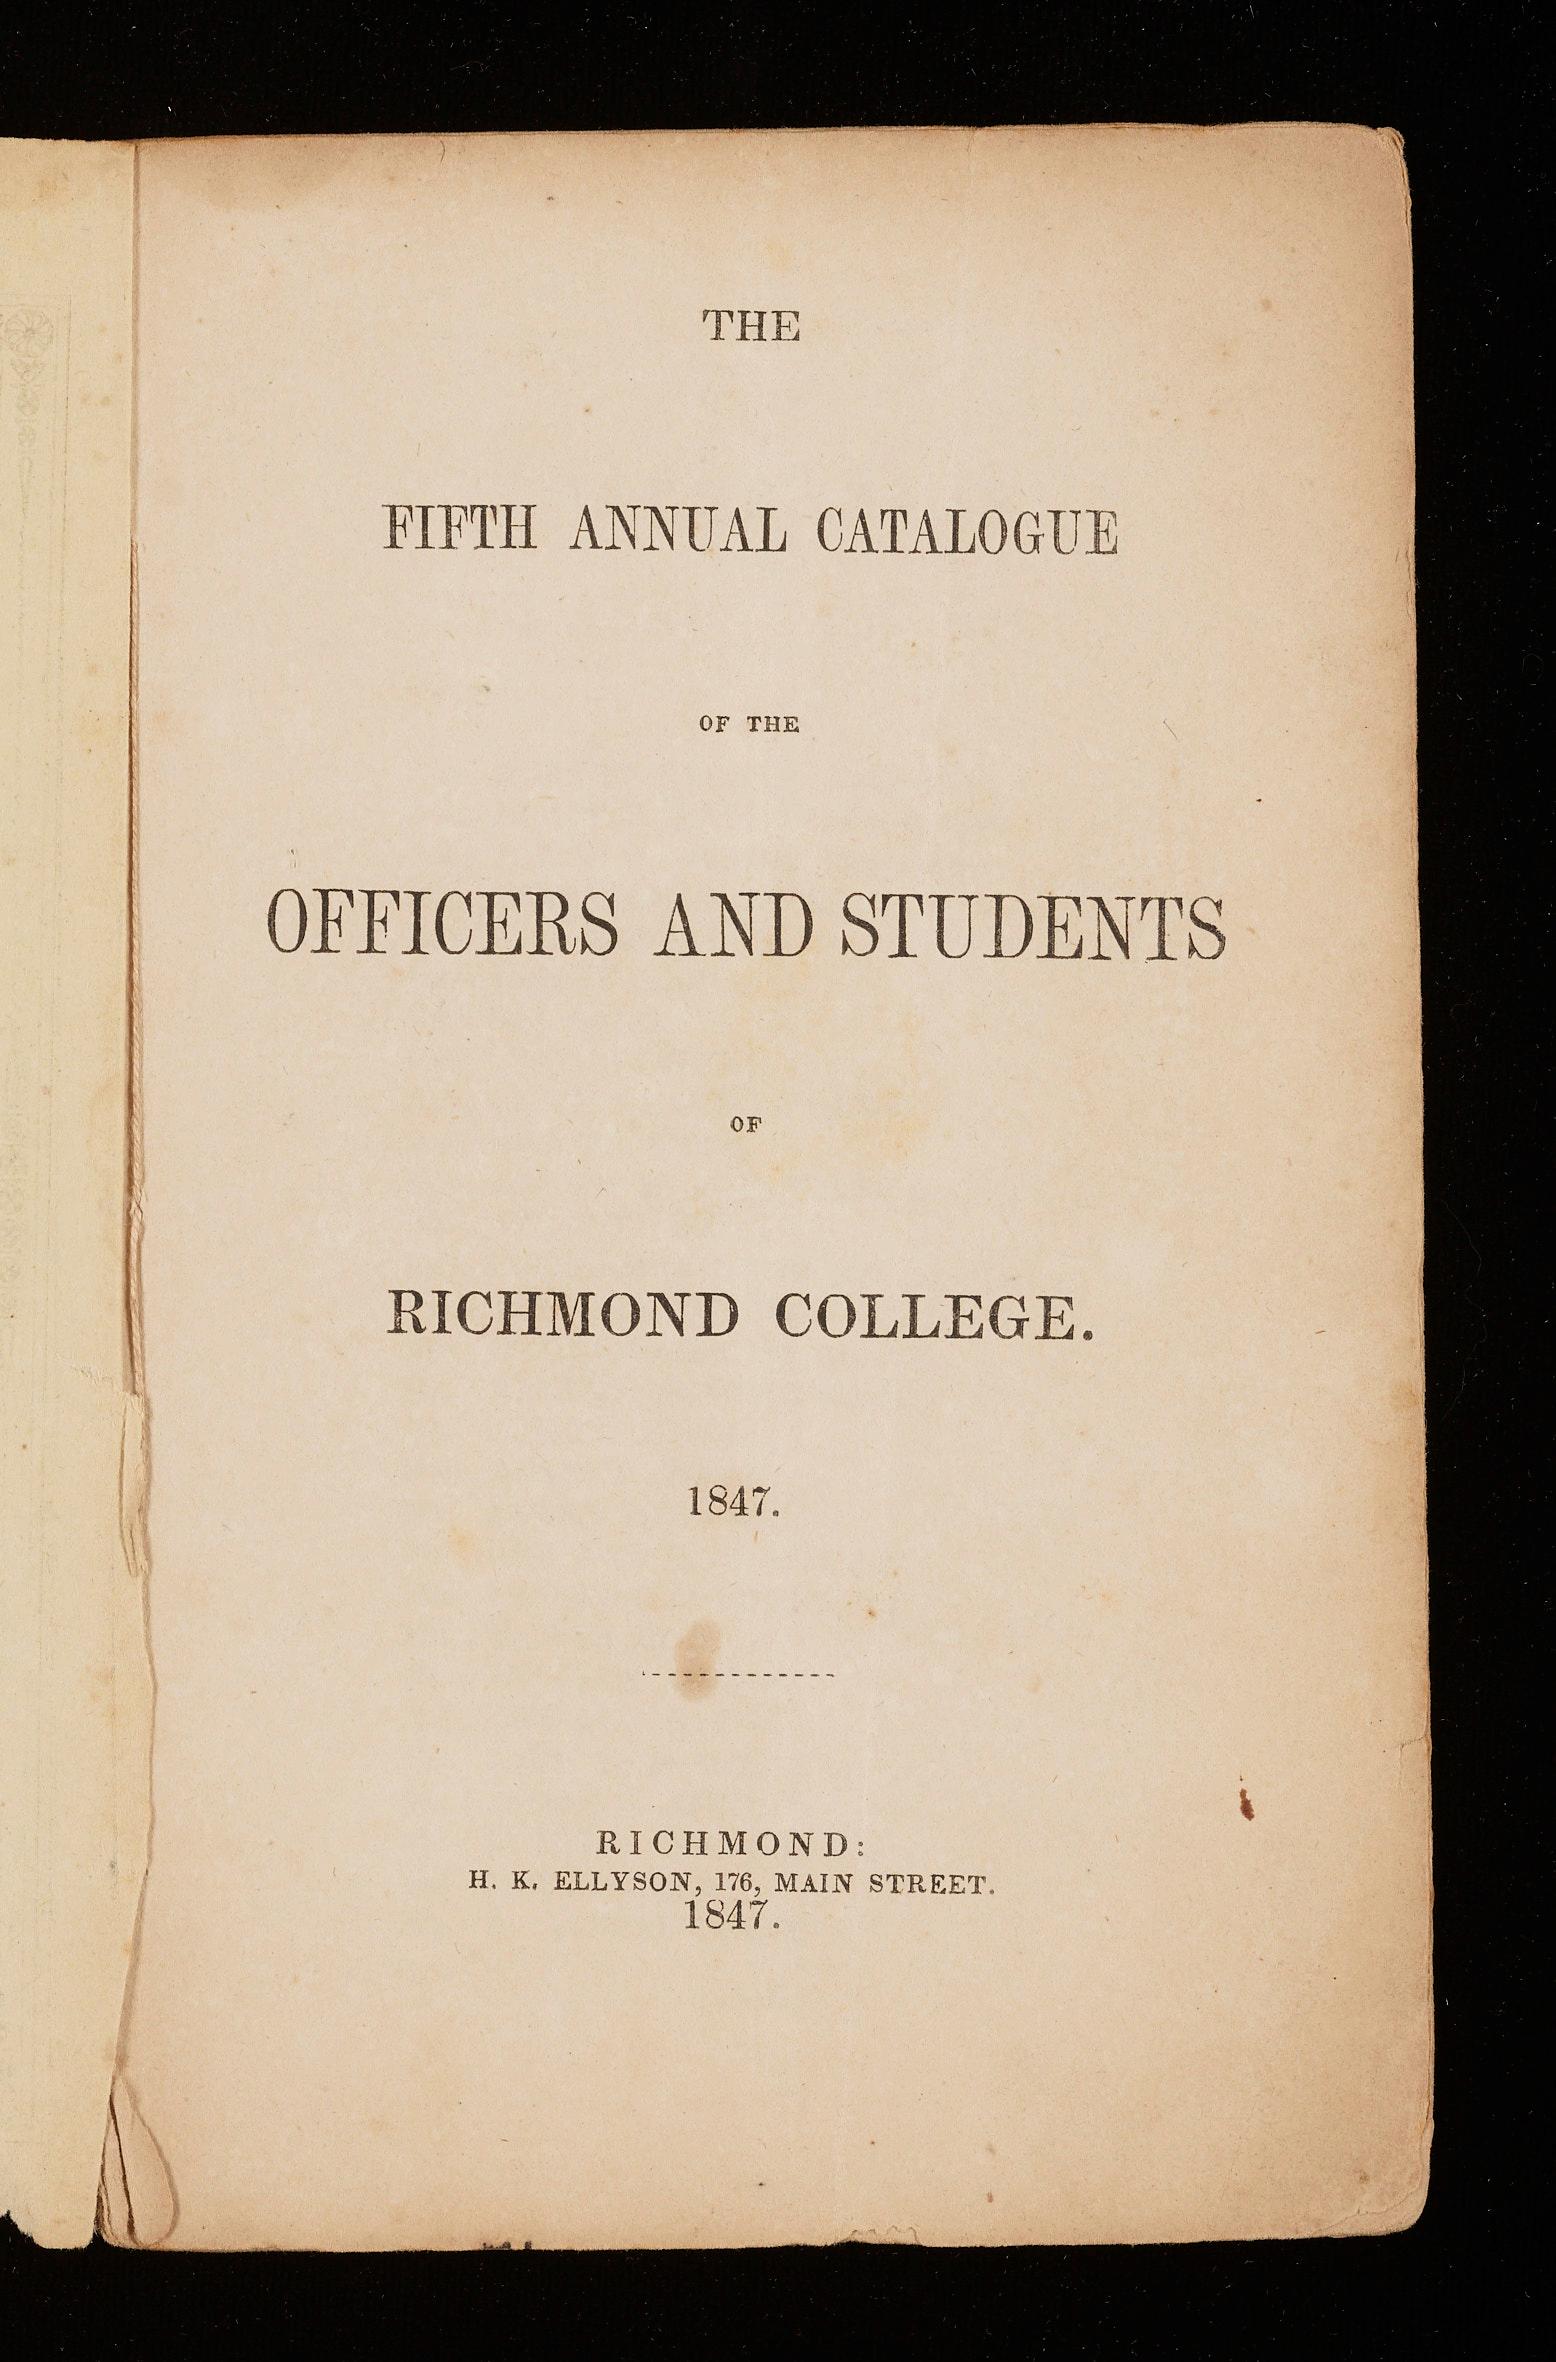 THE
FIFTH ANNUAL CATALOGUE
OF THE
OFFICERS AND STUDENTS
OF
RICHMOND COLLEGE.
1847.
RICHMOND:
H. K. ELLYSON, 176, MAIN STREET.
1847.